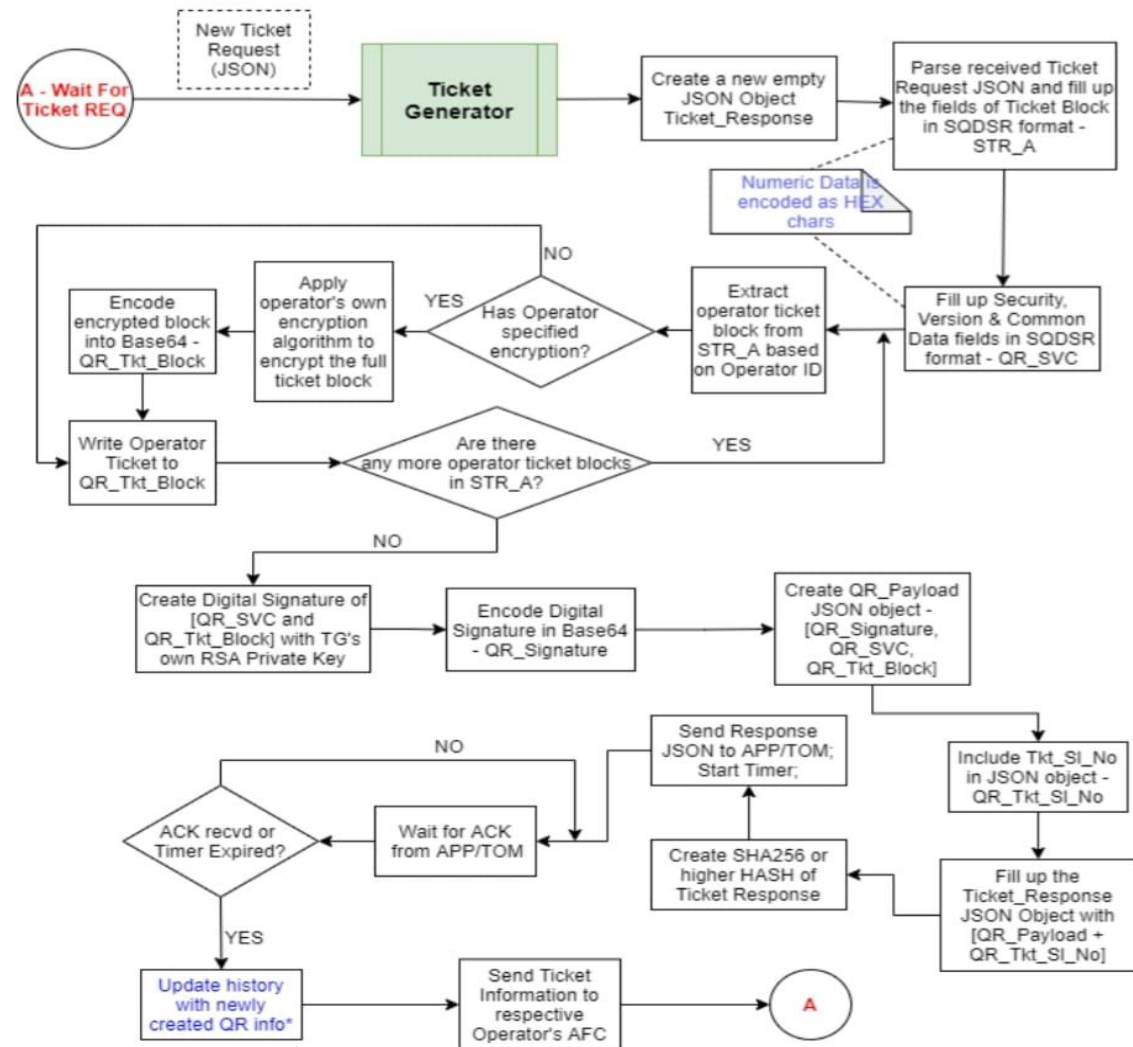 New Ticket
Request
(JSON)
A - Wait For
Ticket REQ
Ticket
Generator
Create a new empty
JSON Object
Ticket_Response
Parse received Ticket
Request JSON and fill up
the fields of Ticket Block
in SQDSR format -
STR_A
Numeric Data is
encoded as HEX
chars
Fill up Security,
Version & Common
Data fields in SQDSR
format - QR_SVC
Extract
operator ticket
block from
STR_A based
on Operator ID
NO
Has Operator
specified
encryption?
YES
Apply
operator's own
encryption
algorithm to
encrypt the full
ticket block
Encode
encrypted block
into Base64 -
QR_Tkt_Block
Write Operator
Ticket to
QR_Tkt_Block
Are there
any more operator ticket blocks
in STR_A?
YES
NO
Create Digital Signature of
[QR_SVC and
QR_Tkt_Block] with TG's
own RSA Private Key
Encode Digital
Signature in Base64
- QR_Signature
Create QR_Payload
JSON object -
[QR_Signature,
QR_SVC,
QR_Tkt_Block]
Include Tkt_Sl_No
in JSON object -
QR_Tkt_Sl_No
Fill up the
Ticket_Response
JSON Object with
[QR_Payload +
QR_Tkt_Sl_No]
Create SHA256 or
higher HASH of
Ticket Response
Send Response
JSON to APP/TOM;
Start Timer;
Wait for ACK
from APP/TOM
NO
ACK recvd or
Timer Expired?
YES
Update history
with newly
created QR info*
Send Ticket
Information to
respective
Operator's AFC
A